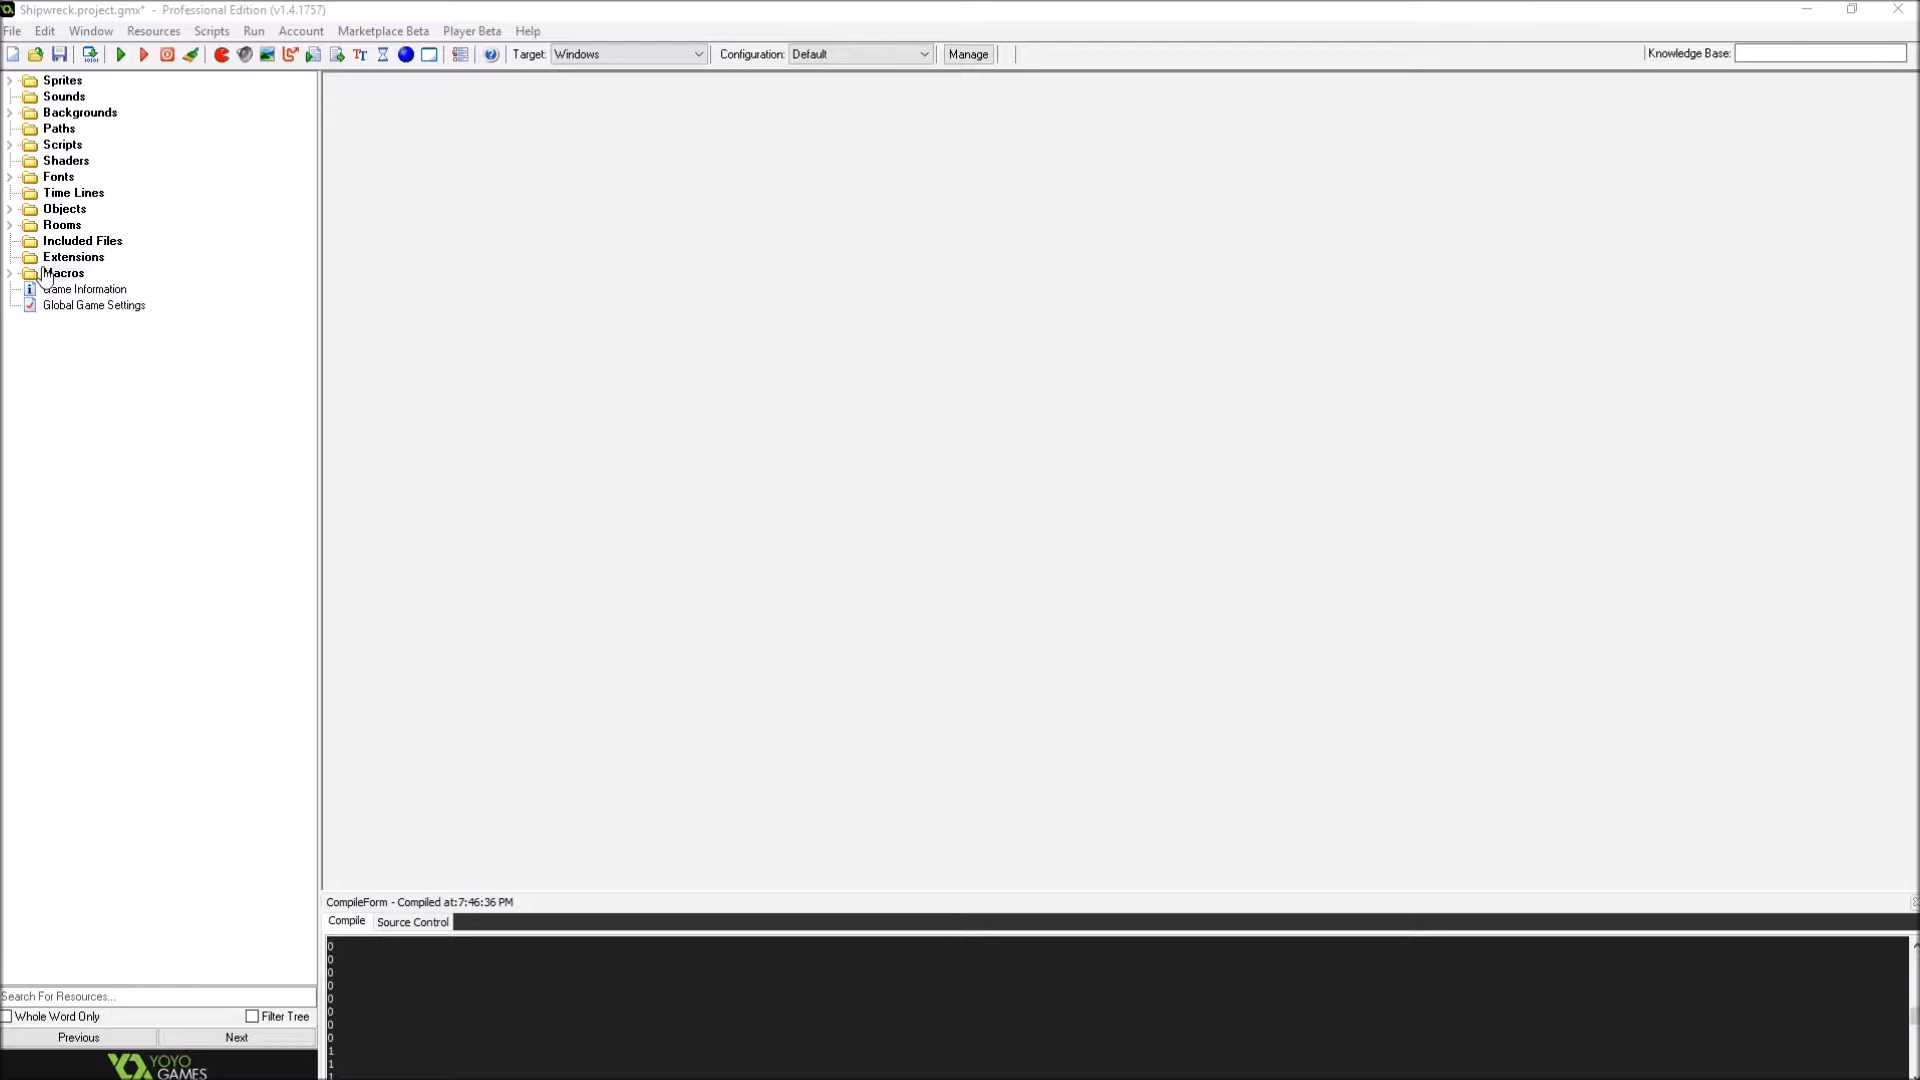 Shipwreck.project.gmx* - Professional Edition (v1.4.1757)
File Edit Window Resources Scripts Run Account Marketplace Beta Player Beta Help
Target: Windows Configuration: Default Manage Knowledge Base:
Sprites
Sounds
Backgrounds
Paths
Scripts
Shaders
Fonts
Time Lines
Objects
Rooms
Included Files
Extensions
Macros
Game Information
Global Game Settings
CompileForm - Compiled at:7:46:36 PM
Compile Source Control
0
0
0
0
0
0
0
0
1
1
1
Search For Resources...
Whole Word Only Filter Tree
Previous Next
YOYO
GAMES